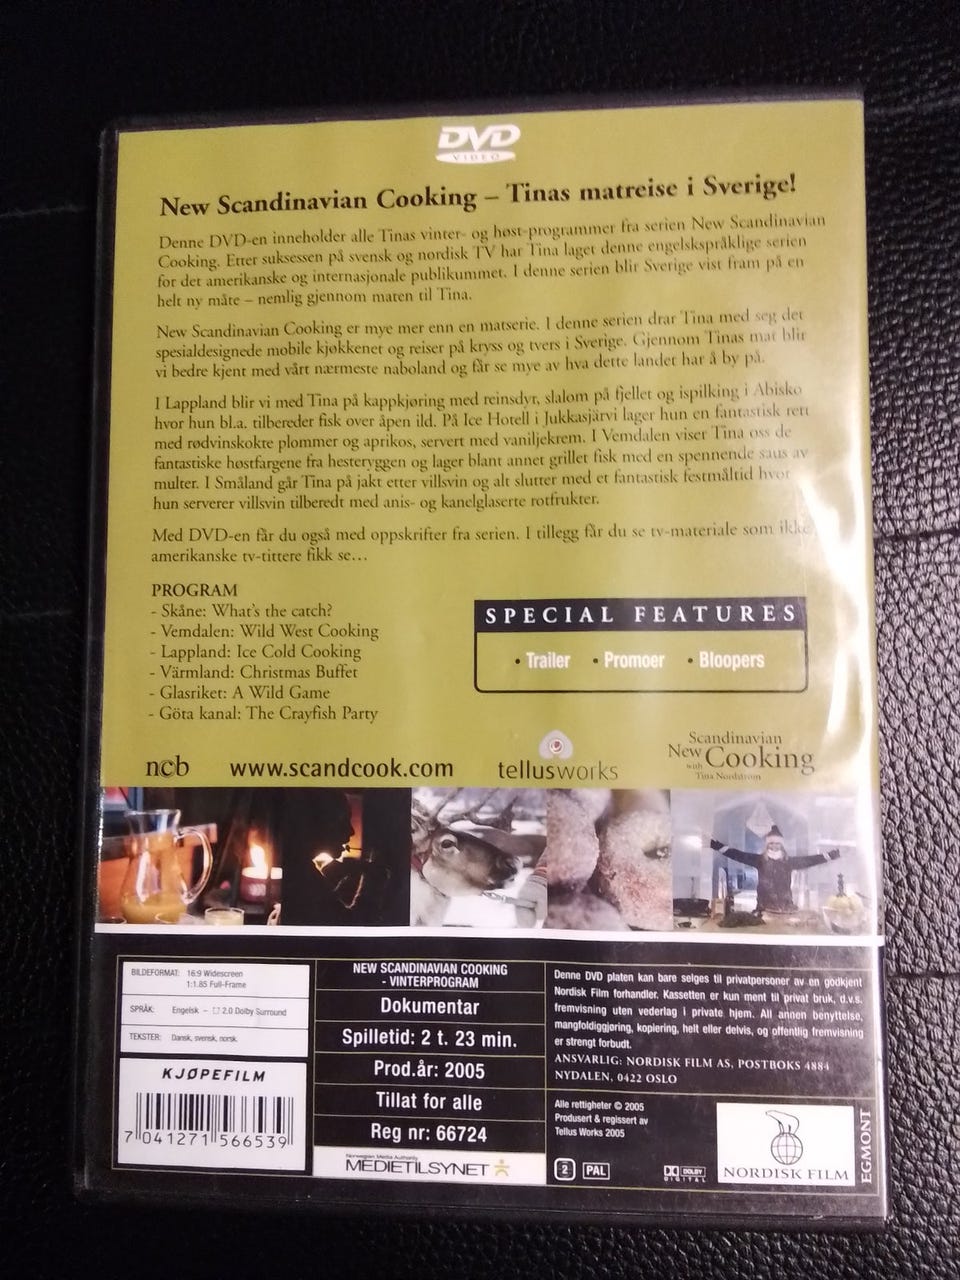 DVD
VIDEO
New Scandinavian Cooking – Tinas matreise i Sverige!
Denne DVD-en inneholder alle Tinas vinter- og høst-programmer fra serien New Scandinavian
Cooking. Etter suksessen på svensk og nordisk TV har Tina laget denne engelskspråklige serien
for det amerikanske og internasjonale publikummet. I denne serien blir Sverige vist fram på en
helt ny måte – nemlig gjennom maten til Tina.
New Scandinavian Cooking er mye mer enn en matserie. I denne serien drar Tina med seg det
spesialdesignede mobile kjøkkenet og reiser på kryss og tvers i Sverige. Gjennom Tinas mat blir
vi bedre kjent med vårt nærmeste naboland og får se mye av hva dette landet har å by på.
I Lappland blir vi med Tina på kappkjøring med reinsdyr, slalom på fjellet og ispilking i Abisko
hvor hun bl.a. tilbereder fisk over åpen ild. På Ice Hotell i Jukkasjärvi lager hun en fantastisk rett
med rødvinskokte plommer og aprikos, servert med vaniljekrem. I Vemdalen viser Tina oss de
fantastiske høstfargene fra hesteryggen og lager blant annet grillet fisk med en spennende saus av
multer. I Småland går Tina på jakt etter villsvin og alt slutter med et fantastisk festmåltid hvor
hun serverer villsvin tilberedt med anis- og kanelglaserte rotfrukter.
Med DVD-en får du også med oppskrifter fra serien. I tillegg får du se tv-materiale som ikke
amerikanske tv-tittere fikk se...
PROGRAM
- Skåne: What's the catch?
- Vemdalen: Wild West Cooking
- Lappland: Ice Cold Cooking
- Värmland: Christmas Buffet
- Glasriket: A Wild Game
- Göta kanal: The Crayfish Party
SPECIAL FEATURES
• Trailer • Promoer • Bloopers
ncb www.scandcook.com tellusworks
Scandinavian
New Cooking
with Tina Nordström
BILDEFORMAT: 16:9 Widescreen
1:1.85 Full-Frame
SPRÅK: Engelsk – 2.0 Dolby Surround
TEKSTER: Dansk, svensk, norsk.
KJØPEFILM
7 041271 566539
NEW SCANDINAVIAN COOKING
- VINTERPROGRAM
Dokumentar
Spilletid: 2 t. 23 min.
Prod.år: 2005
Tillat for alle
Reg nr: 66724
Norwegian Media Authority
MEDIETILSYNET
Denne DVD platen kan bare selges til privatpersoner av en godkjent
Nordisk Film forhandler. Kassetten er kun ment til privat bruk, d.v.s.
fremvisning uten vederlag i private hjem. All annen benyttelse,
mangfoldiggjøring, kopiering, helt eller delvis, og offentlig fremvisning
er strengt forbudt.
ANSVARLIG: NORDISK FILM AS, POSTBOKS 4884
NYDALEN, 0422 OSLO
Alle rettigheter © 2005
Produsert & regissert av
Tellus Works 2005
2 PAL
DOLBY
DIGITAL
NORDISK FILM
EGMONT